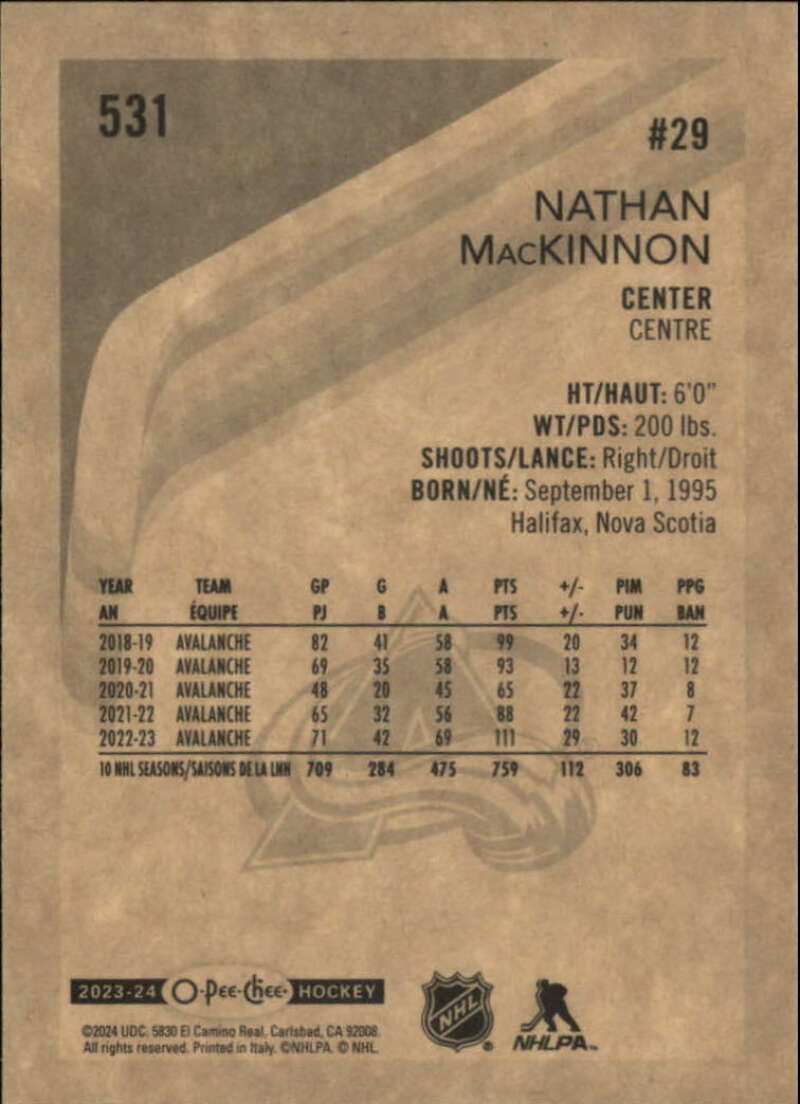 531
#29
NATHAN
MacKINNON
CENTER
CENTRE
HT/HAUT: 6'0"
WT/PDS: 200 lbs.
SHOOTS/LANCE: Right/Droit
BORN/NÉ: September 1, 1995
Halifax, Nova Scotia
YEAR TEAM GP G A PTS +/- PIM PPG
AN ÉQUIPE PJ B A PTS +/- PUN BAN
2018-19 AVALANCHE 82 41 58 99 20 34 12
2019-20 AVALANCHE 69 35 58 93 13 12 12
2020-21 AVALANCHE 48 20 45 65 22 37 8
2021-22 AVALANCHE 65 32 56 88 22 42 7
2022-23 AVALANCHE 71 42 69 111 29 30 12
10 NHL SEASONS/SAISONS DE LA LNH 709 284 475 759 112 306 83
2023-24 O-Pee-Chee HOCKEY
©2024 UDC. 5830 El Camino Real, Carlsbad, CA 92008.
All rights reserved. Printed in Italy. ©NHLPA. © NHL.
NHL
NHLPA